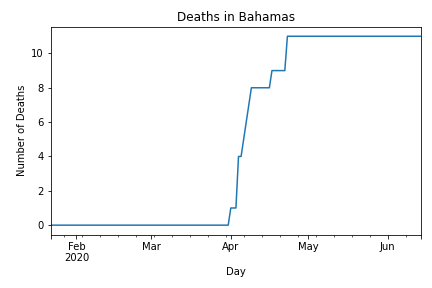 Deaths in Bahamas
Number of Deaths
10
8
6
4
2
0
Feb
2020
Mar
Apr
May
Jun
Day